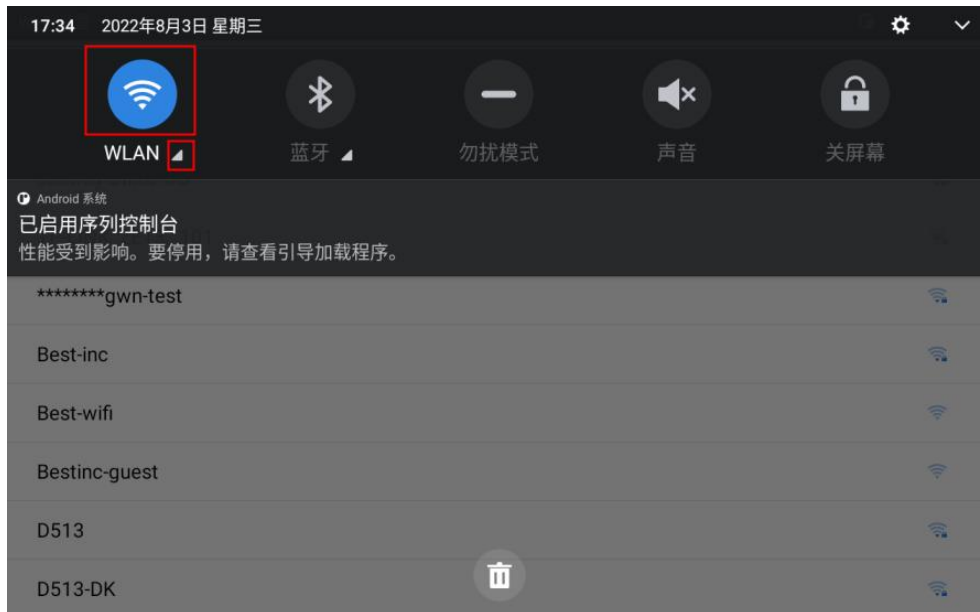 17:34 2022年8月3日 星期三
WLAN 蓝牙 勿扰模式 声音 关屏幕
Android 系统
已启用序列控制台
性能受到影响。要停用，请查看引导加载程序。
********gwn-test
Best-inc
Best-wifi
Bestinc-guest
D513
D513-DK